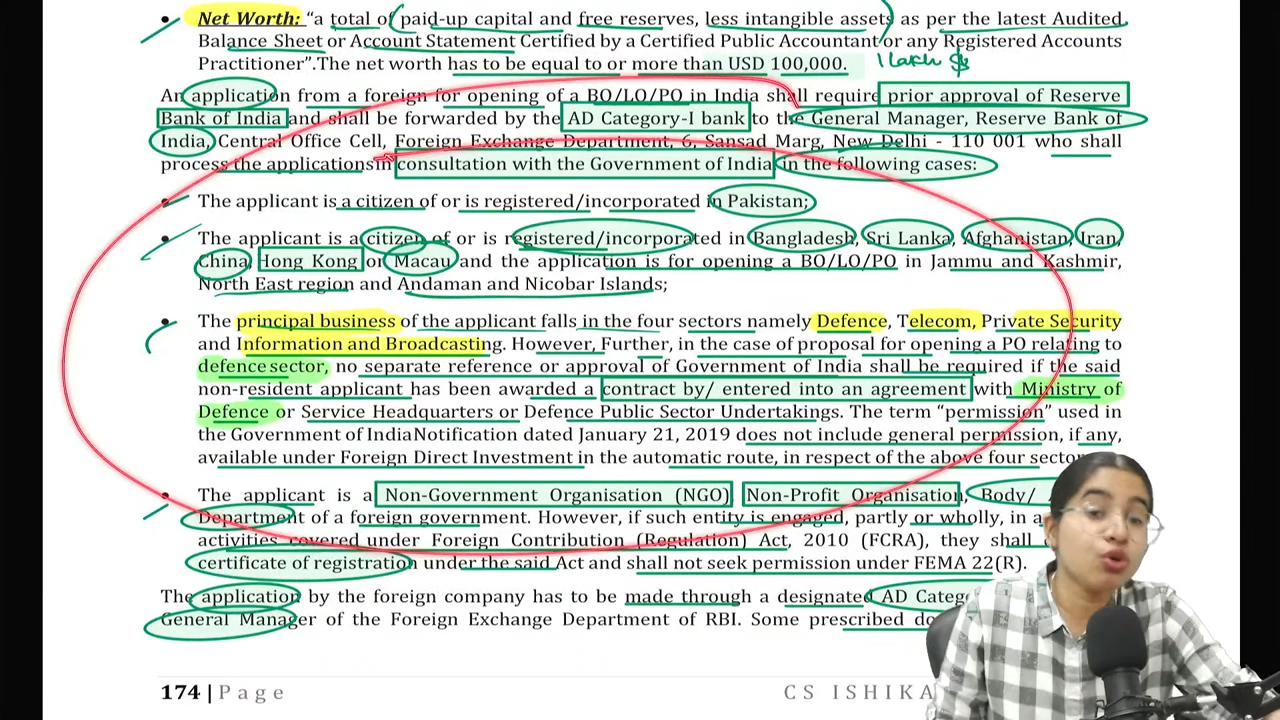 • Net Worth: “a total of paid-up capital and free reserves, less intangible assets as per the latest Audited
Balance Sheet or Account Statement Certified by a Certified Public Accountant or any Registered Accounts
Practitioner”.The net worth has to be equal to or more than USD 100,000. 1 lakh $
An application from a foreign for opening of a BO/LO/PO in India shall require prior approval of Reserve
Bank of India and shall be forwarded by the AD Category-I bank to the General Manager, Reserve Bank of
India, Central Office Cell, Foreign Exchange Department, 6, Sansad Marg, New Delhi - 110 001 who shall
process the applicationsin consultation with the Government of India in the following cases:
• The applicant is a citizen of or is registered/incorporated in Pakistan;
• The applicant is a citizen of or is registered/incorporated in Bangladesh, Sri Lanka, Afghanistan, Iran,
China, Hong Kong or Macau and the application is for opening a BO/LO/PO in Jammu and Kashmir,
North East region and Andaman and Nicobar Islands;
• The principal business of the applicant falls in the four sectors namely Defence, Telecom, Private Security
and Information and Broadcasting. However, Further, in the case of proposal for opening a PO relating to
defence sector, no separate reference or approval of Government of India shall be required if the said
non-resident applicant has been awarded a contract by/ entered into an agreement with Ministry of
Defence or Service Headquarters or Defence Public Sector Undertakings. The term “permission” used in
the Government of IndiaNotification dated January 21, 2019 does not include general permission, if any,
available under Foreign Direct Investment in the automatic route, in respect of the above four sector
• The applicant is a Non-Government Organisation (NGO) Non-Profit Organisation, Body/
Department of a foreign government. However, if such entity is engaged, partly or wholly, in a
activities covered under Foreign Contribution (Regulation) Act, 2010 (FCRA), they shall
certificate of registration under the said Act and shall not seek permission under FEMA 22(R).
The application by the foreign company has to be made through a designated AD Categ
General Manager of the Foreign Exchange Department of RBI. Some prescribed do
174 | Page CS ISHIKA